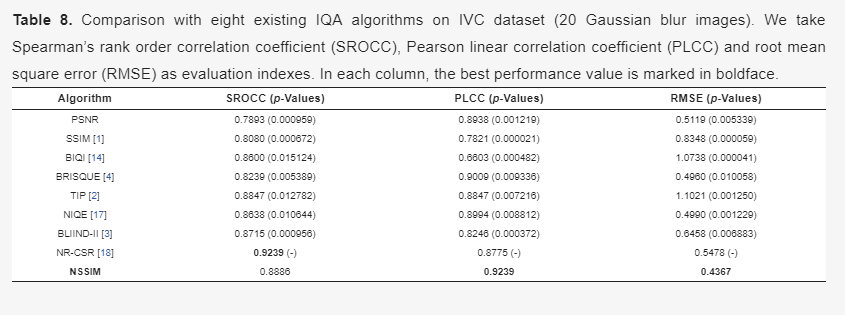 Table 8. Comparison with eight existing IQA algorithms on IVC dataset (20 Gaussian blur images). We take
Spearman's rank order correlation coefficient (SROCC), Pearson linear correlation coefficient (PLCC) and root mean
square error (RMSE) as evaluation indexes. In each column, the best performance value is marked in boldface.
Algorithm SROCC (p-Values) PLCC (p-Values) RMSE (p-Values)
PSNR 0.7893 (0.000959) 0.8938 (0.001219) 0.5119 (0.005339)
SSIM [1] 0.8080 (0.000672) 0.7821 (0.000021) 0.8348 (0.000059)
BIQI [14] 0.8600 (0.015124) 0.6603 (0.000482) 1.0738 (0.000041)
BRISQUE [4] 0.8239 (0.005389) 0.9009 (0.009336) 0.4960 (0.010058)
TIP [2] 0.8847 (0.012782) 0.8847 (0.007216) 1.1021 (0.001250)
NIQE [17] 0.8638 (0.010644) 0.8994 (0.008812) 0.4990 (0.001229)
BLIIND-II [3] 0.8715 (0.000956) 0.8246 (0.000372) 0.6458 (0.006883)
NR-CSR [18] 0.9239 (-) 0.8775 (-) 0.5478 (-)
NSSIM 0.8886 0.9239 0.4367